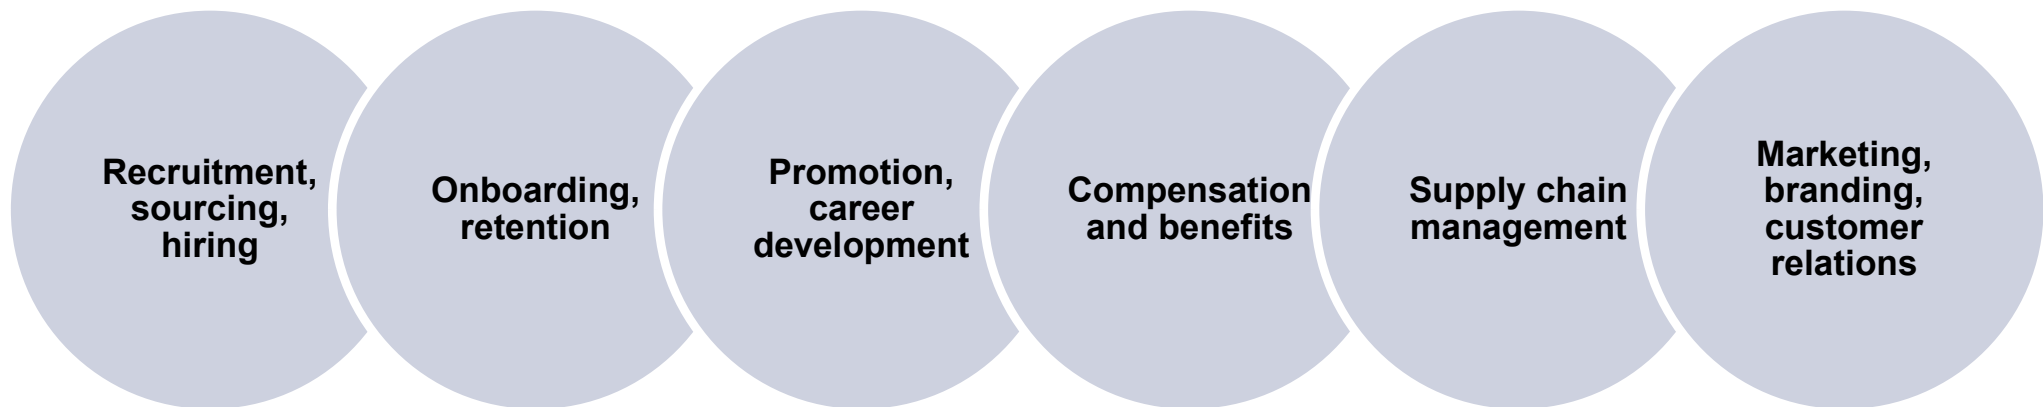 Recruitment,
sourcing,
hiring
Onboarding,
retention
Promotion,
career
development
Compensation
and benefits
Supply chain
management
Marketing,
branding,
customer
relations